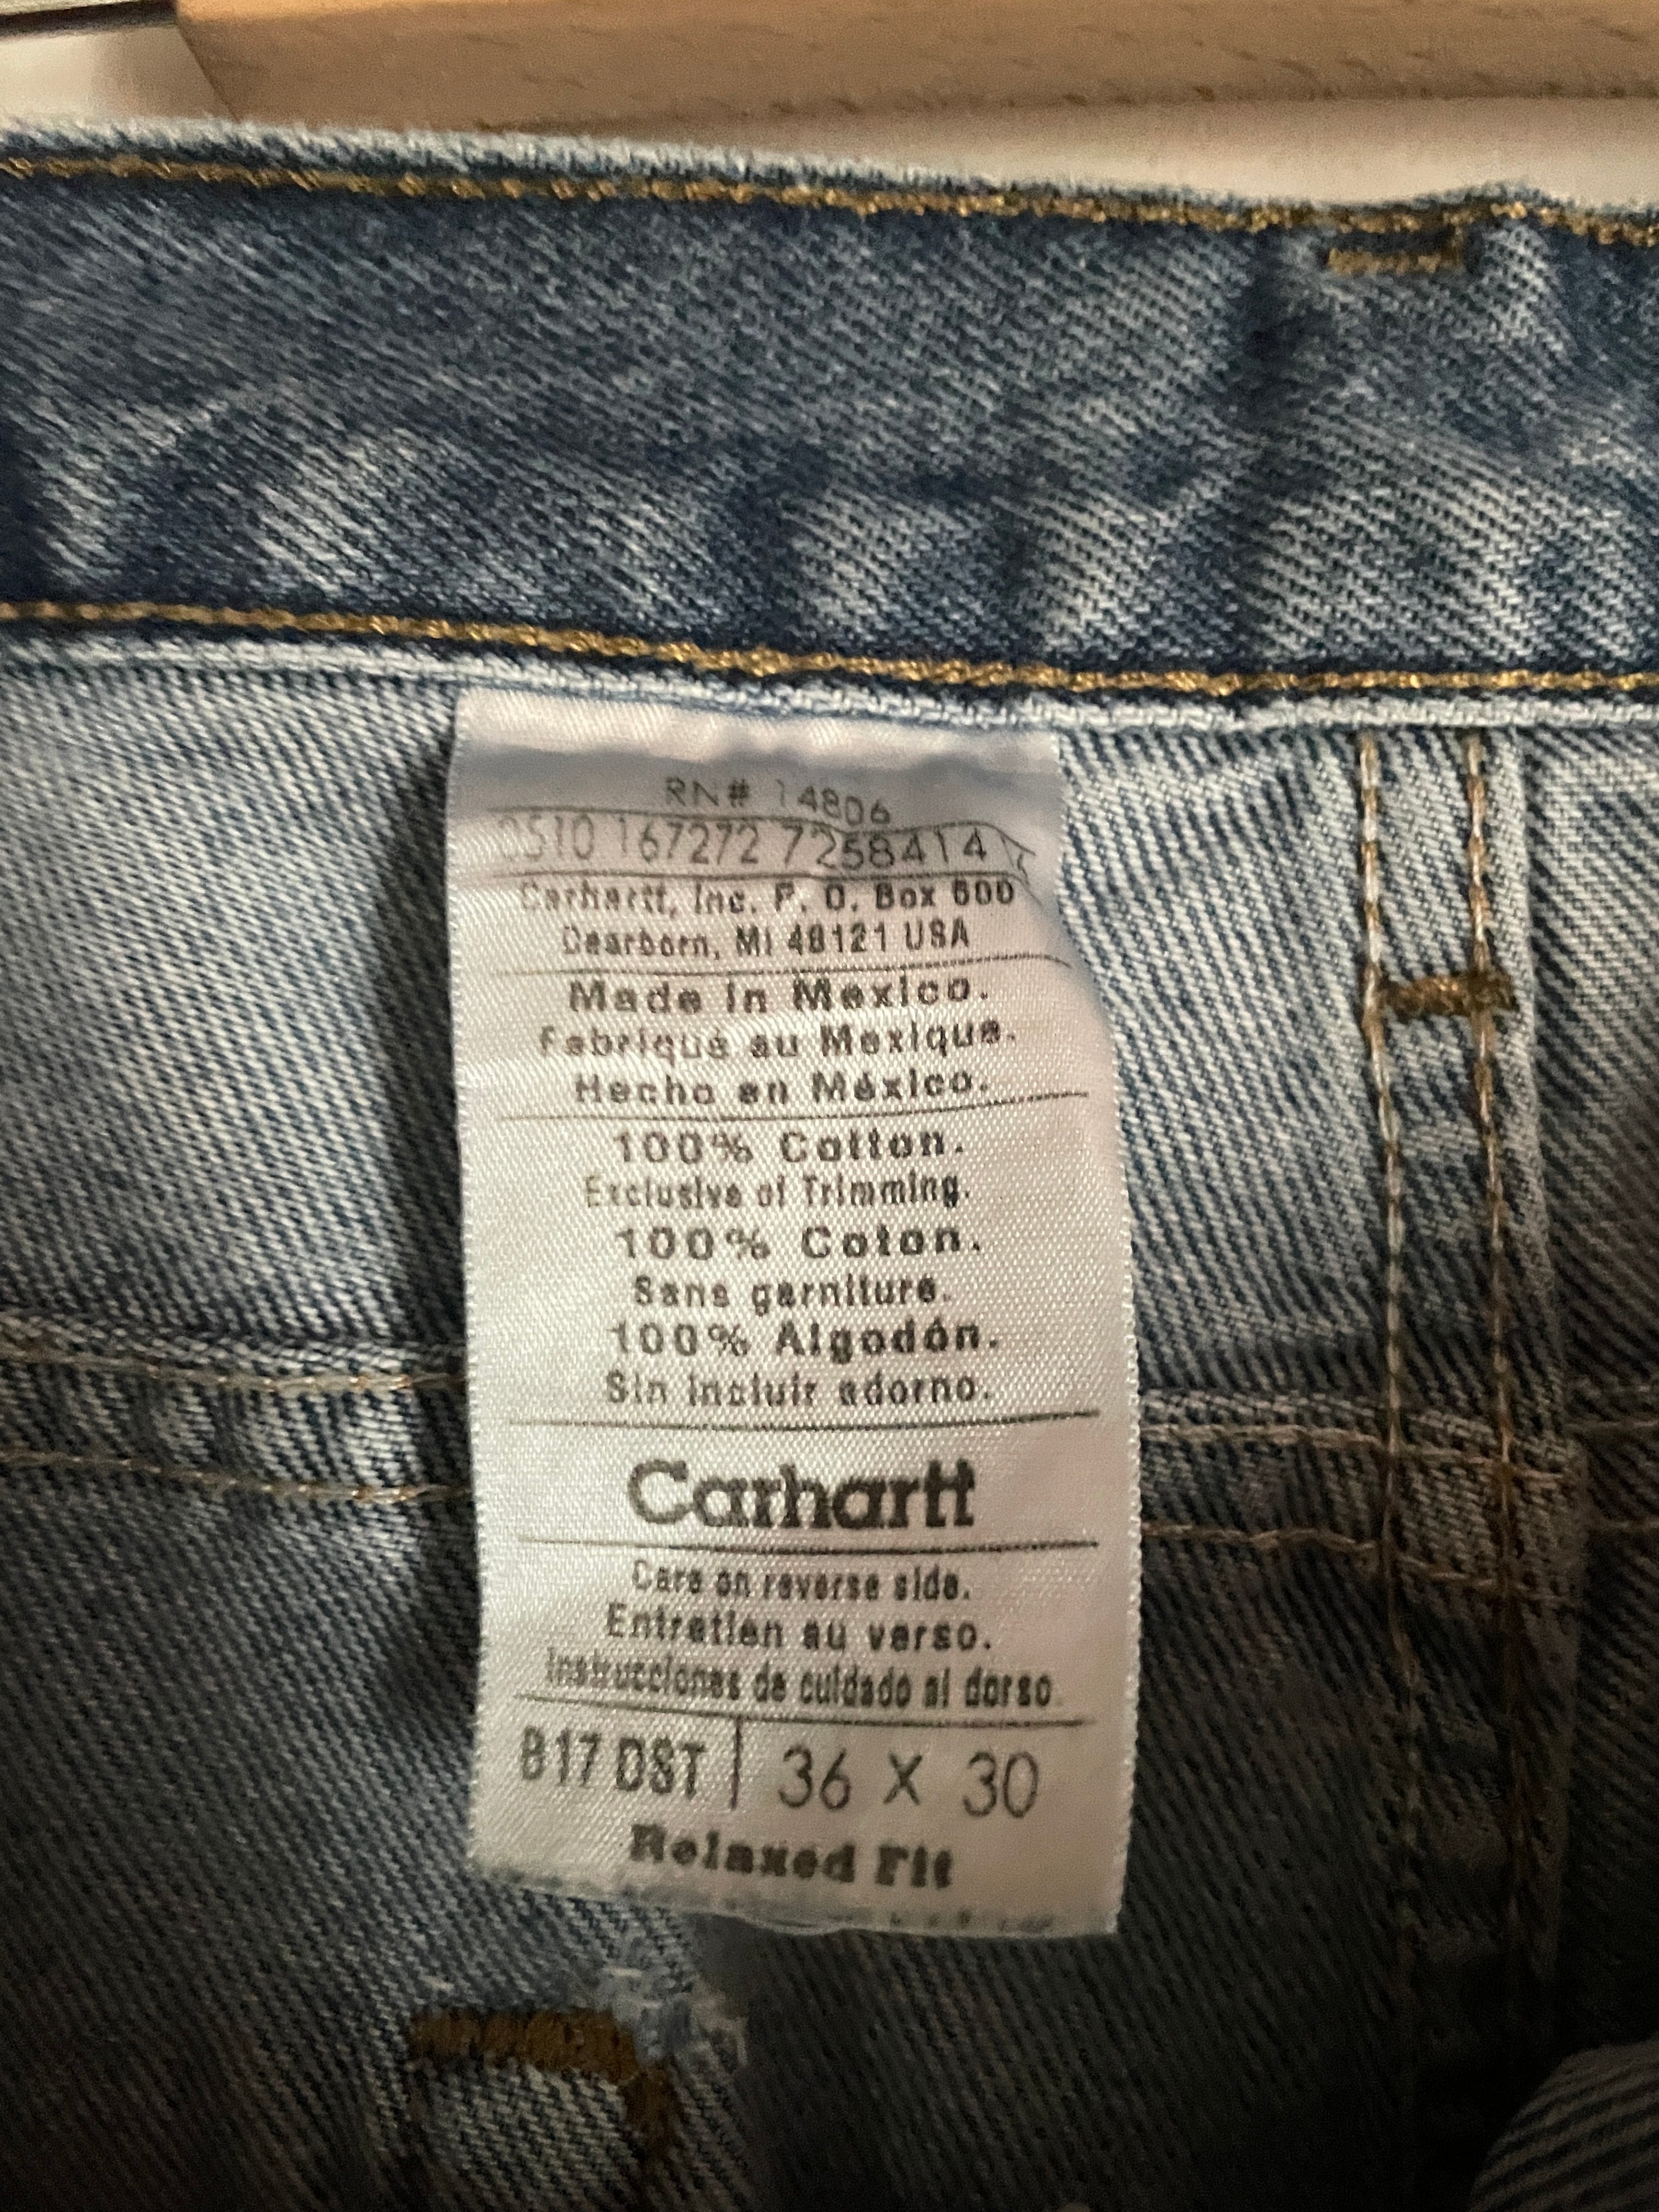 RN# 14806
0510 167272 7258414
Carhartt, Inc. P. O. Box 600
Dearborn, MI 48121 USA
Made in Mexico.
Fabriqué au Mexique.
Hecho en México.
100% Cotton.
Exclusive of Trimming.
100% Coton.
Sans garniture.
100% Algodón.
Sin incluir adorno.
Carhartt
Care on reverse side.
Entretien au verso.
Instrucciones de cuidado al dorso.
B17 DST | 36 X 30
Relaxed Fit